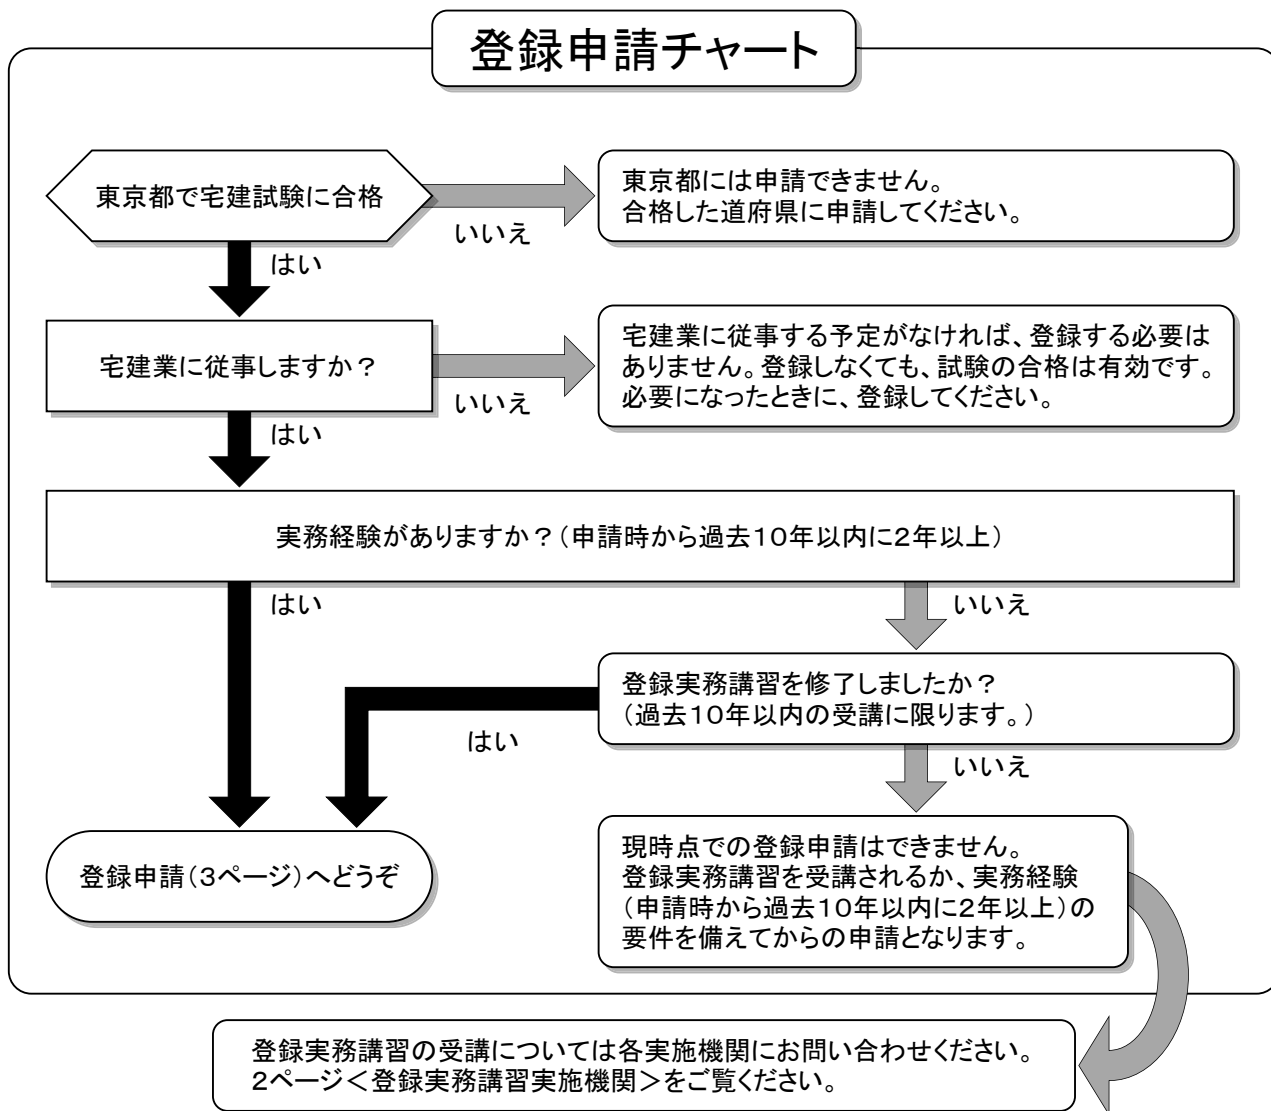 登録申請チャート
東京都で宅建試験に合格
東京都には申請できません。
合格した道府県に申請してください。
いいえ
はい
宅建業に従事しますか？
宅建業に従事する予定がなければ、登録する必要は
ありません。登録しなくても、試験の合格は有効です。
必要になったときに、登録してください。
いいえ
はい
実務経験がありますか？（申請時から過去１０年以内に２年以上）
はい
いいえ
登録実務講習を修了しましたか？
（過去１０年以内の受講に限ります。）
はい
いいえ
登録申請（３ページ）へどうぞ
現時点での登録申請はできません。
登録実務講習を受講されるか、実務経験
（申請時から過去１０年以内に２年以上）の
要件を備えてからの申請となります。
登録実務講習の受講については各実施機関にお問い合わせください。
２ページ＜登録実務講習実施機関＞をご覧ください。